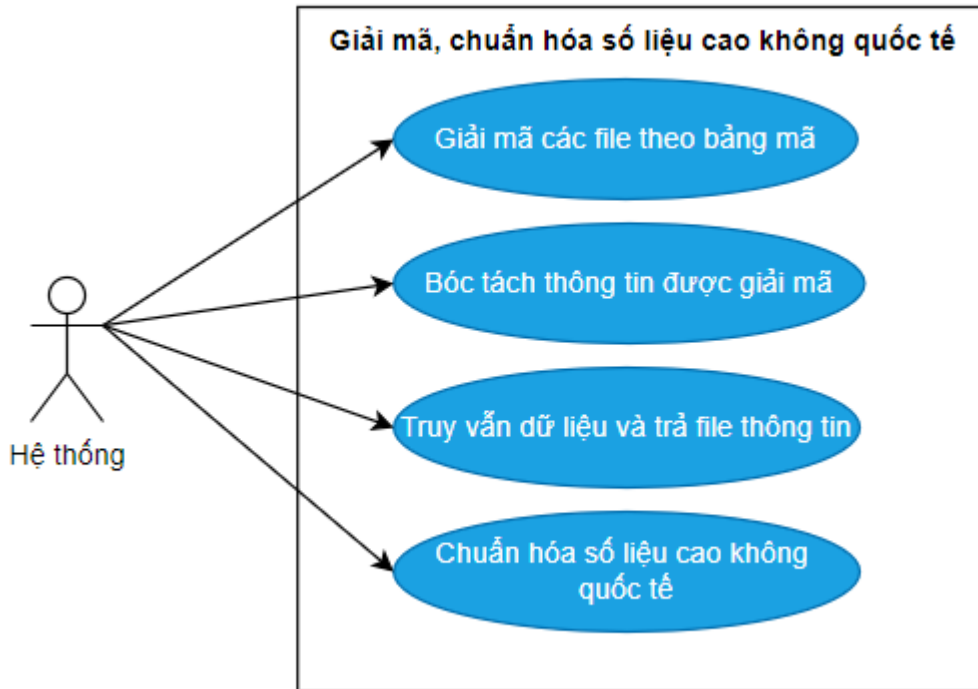 Giải mã, chuẩn hóa số liệu cao không quốc tế
Giải mã các file theo bảng mã
Bóc tách thông tin được giải mã
Truy vẫn dữ liệu và trả file thông tin
Chuẩn hóa số liệu cao không
quốc tế
Hệ thống